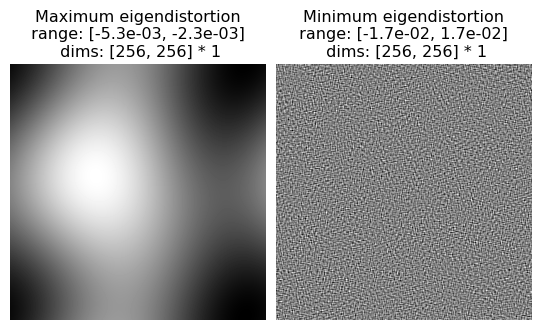 Maximum eigendistortion
range: [-5.3e-03, -2.3e-03]
dims: [256, 256] * 1
Minimum eigendistortion
range: [-1.7e-02, 1.7e-02]
dims: [256, 256] * 1